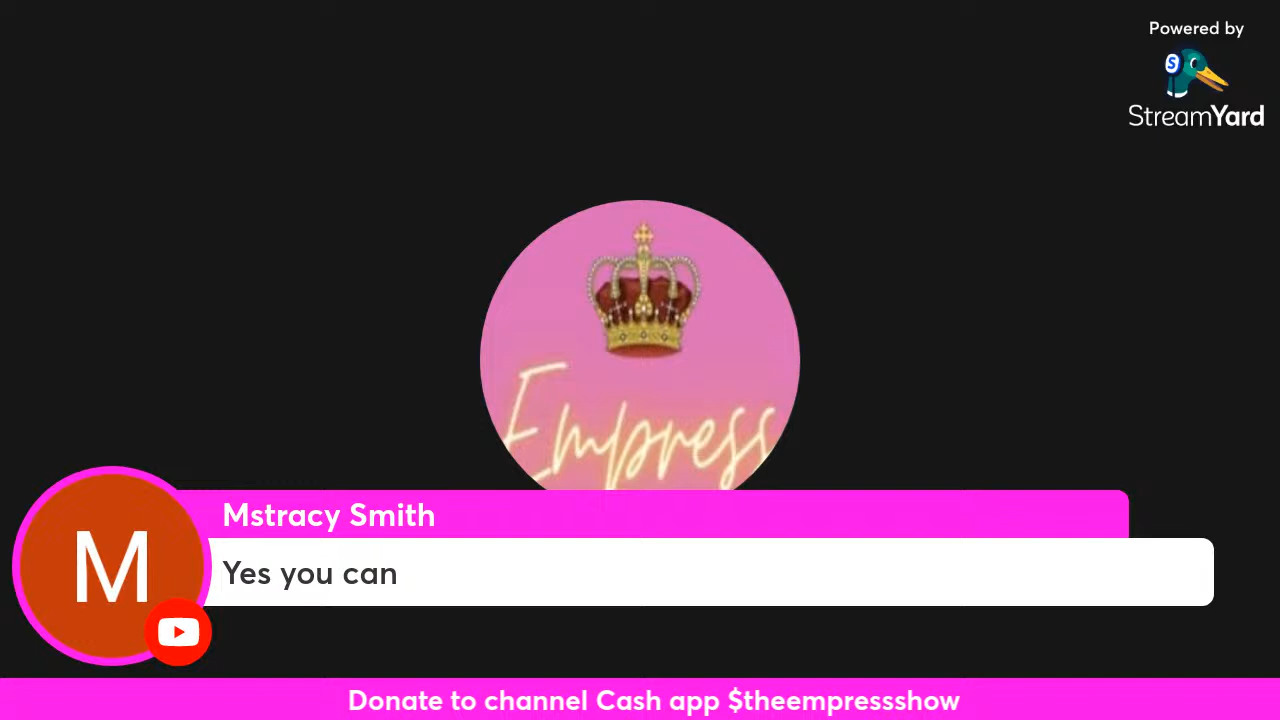 Powered by
S
StreamYard
Empress
M
Mstracy Smith
Yes you can
Donate to channel Cash app $theempressshow